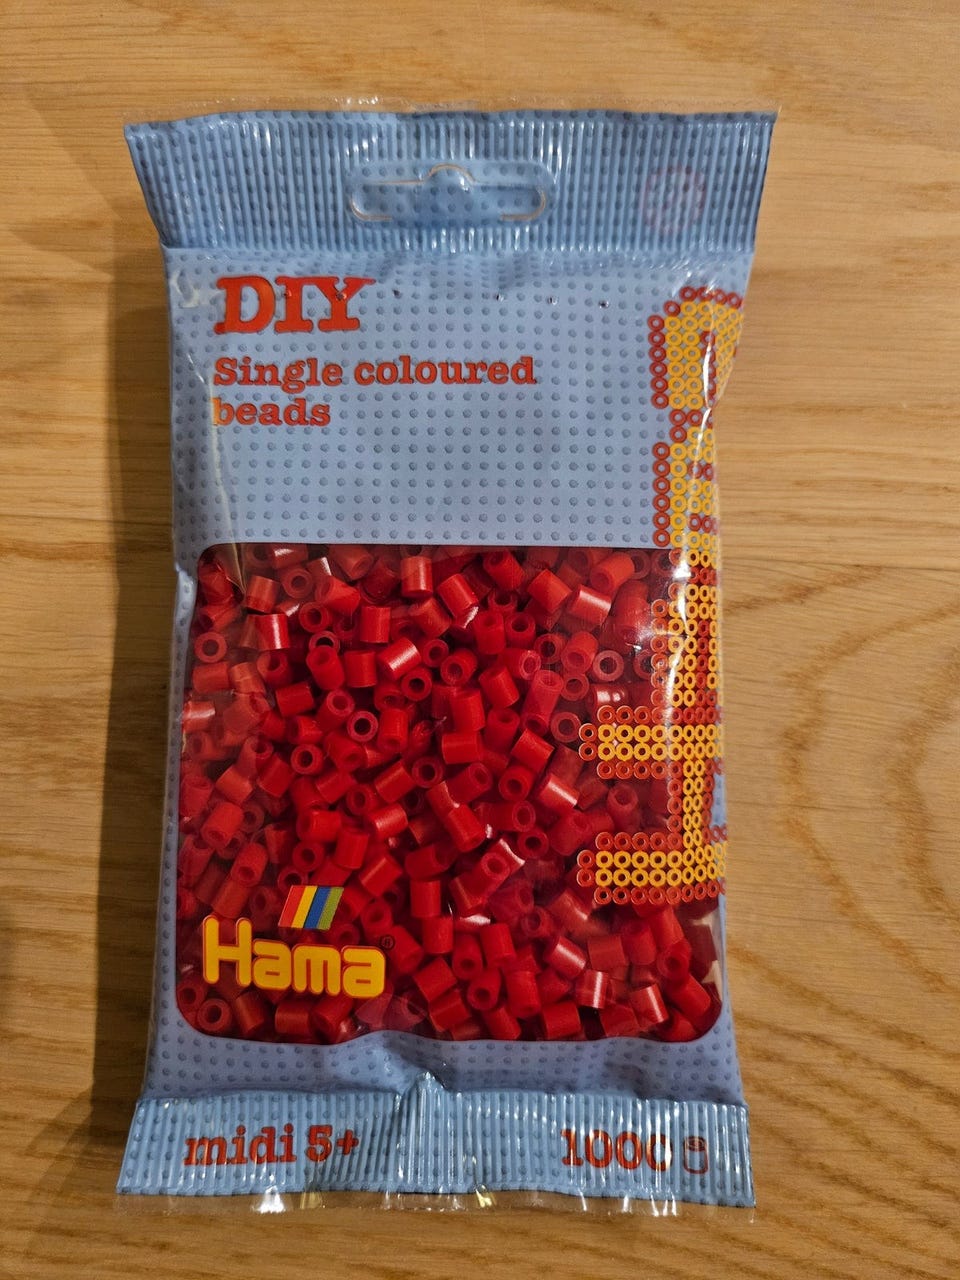 DIY
Single coloured
beads
Hama®
midi 5+
1000